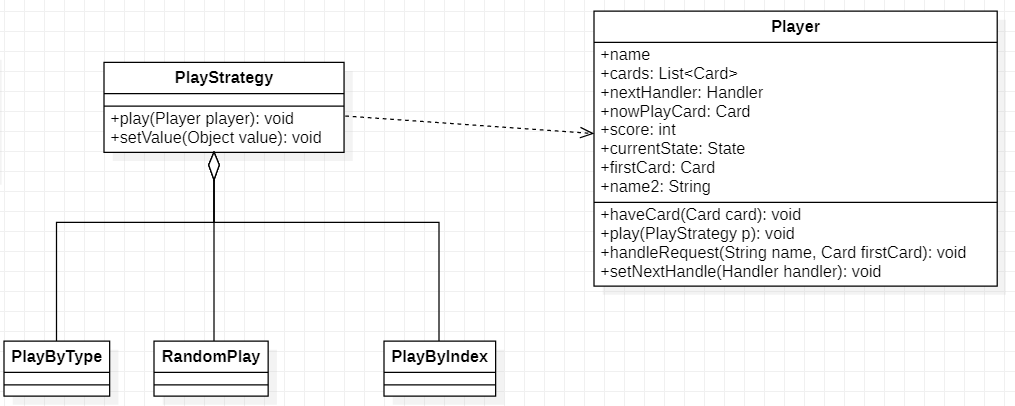 PlayStrategy
+play(Player player): void
+setValue(Object value): void
Player
+name
+cards: List<Card>
+nextHandler: Handler
+nowPlayCard: Card
+score: int
+currentState: State
+firstCard: Card
+name2: String
+haveCard(Card card): void
+play(PlayStrategy p): void
+handleRequest(String name, Card firstCard): void
+setNextHandle(Handler handler): void
PlayByType
RandomPlay
PlayByIndex